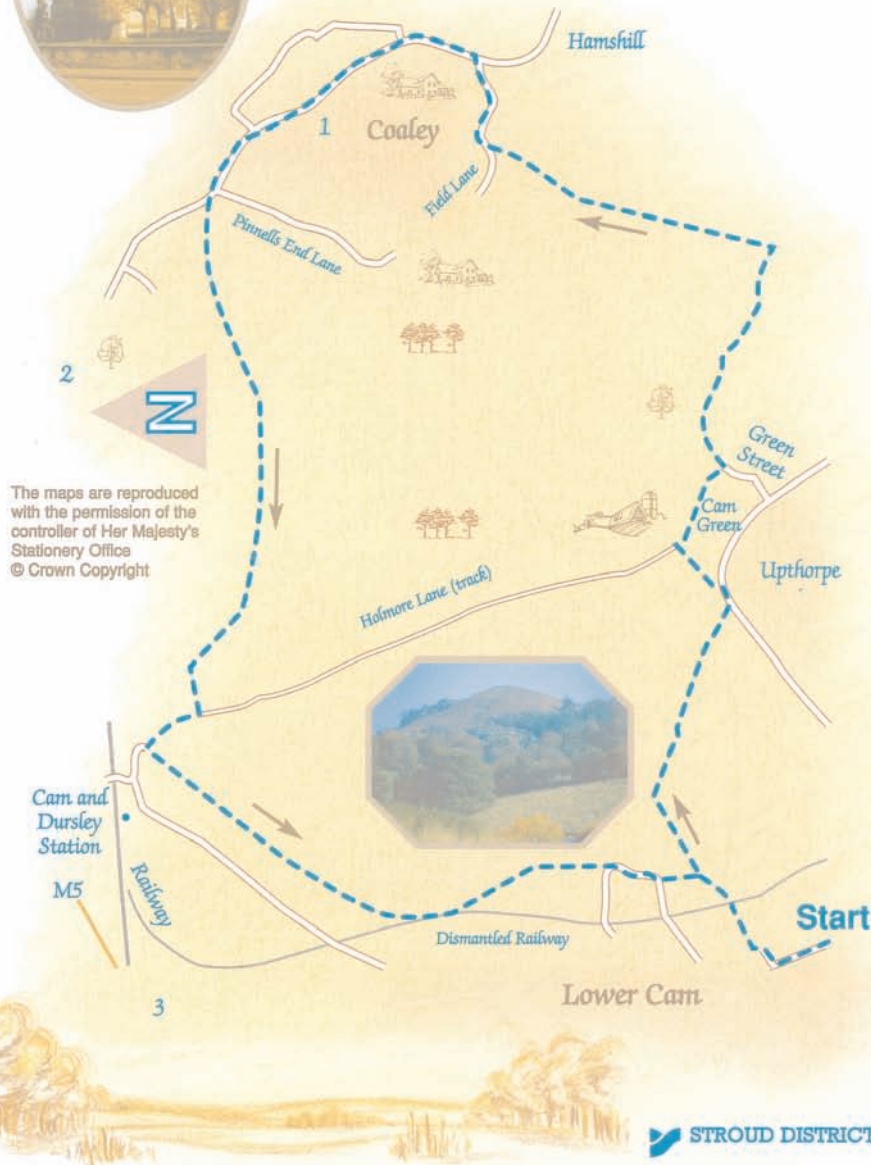 Hamshill
1
Coaley
Field Lane
Pinnells End Lane
2
N
Green
Street
The maps are reproduced
with the permission of the
controller of Her Majesty's
Stationery Office
© Crown Copyright
Cam
Green
Upthorpe
Holmore Lane (track)
Cam and
Dursley
Station
M5
Railway
Start
Dismantled Railway
3
Lower Cam
STROUD DISTRICT